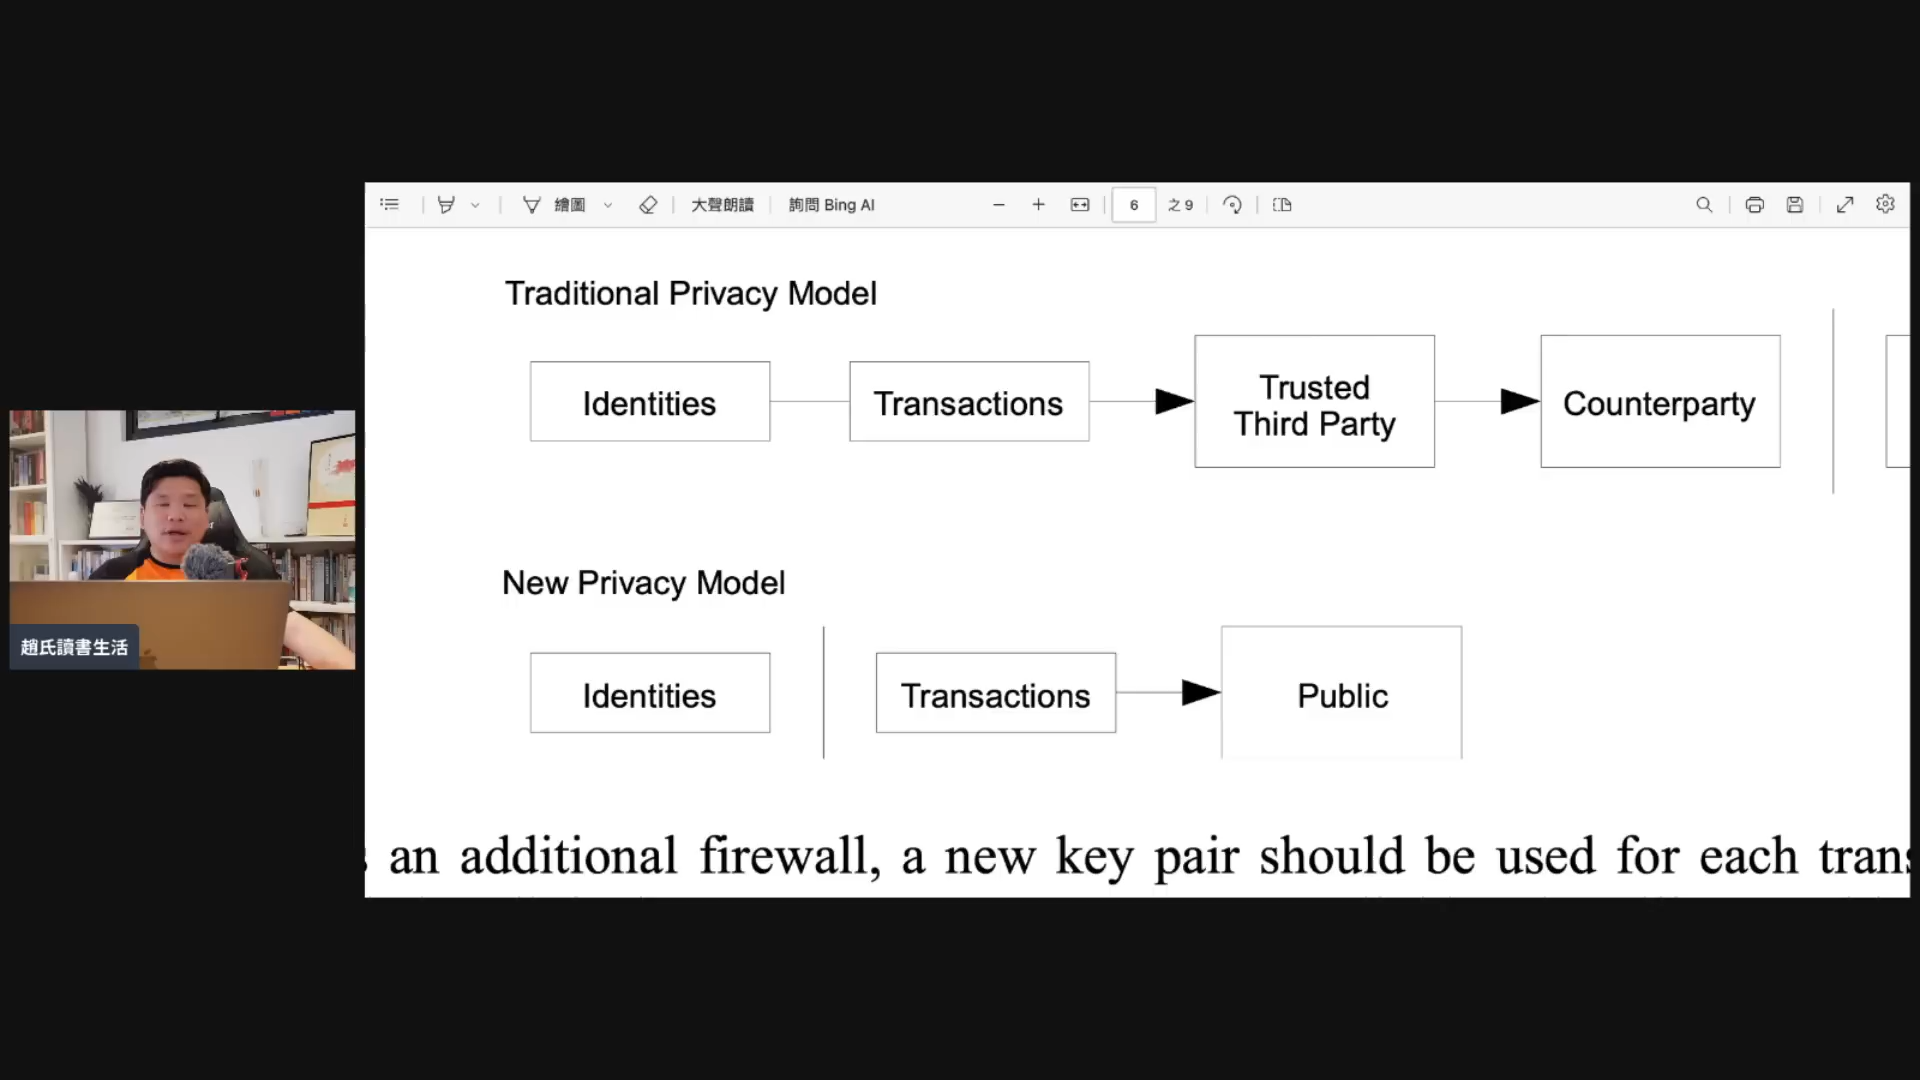 繪圖
大聲朗讀
詢問 Bing AI
6
之 9
Traditional Privacy Model
Identities
Transactions
Trusted
Third Party
Counterparty
New Privacy Model
Identities
Transactions
Public
an additional firewall, a new key pair should be used for each trans
趙氏讀書生活